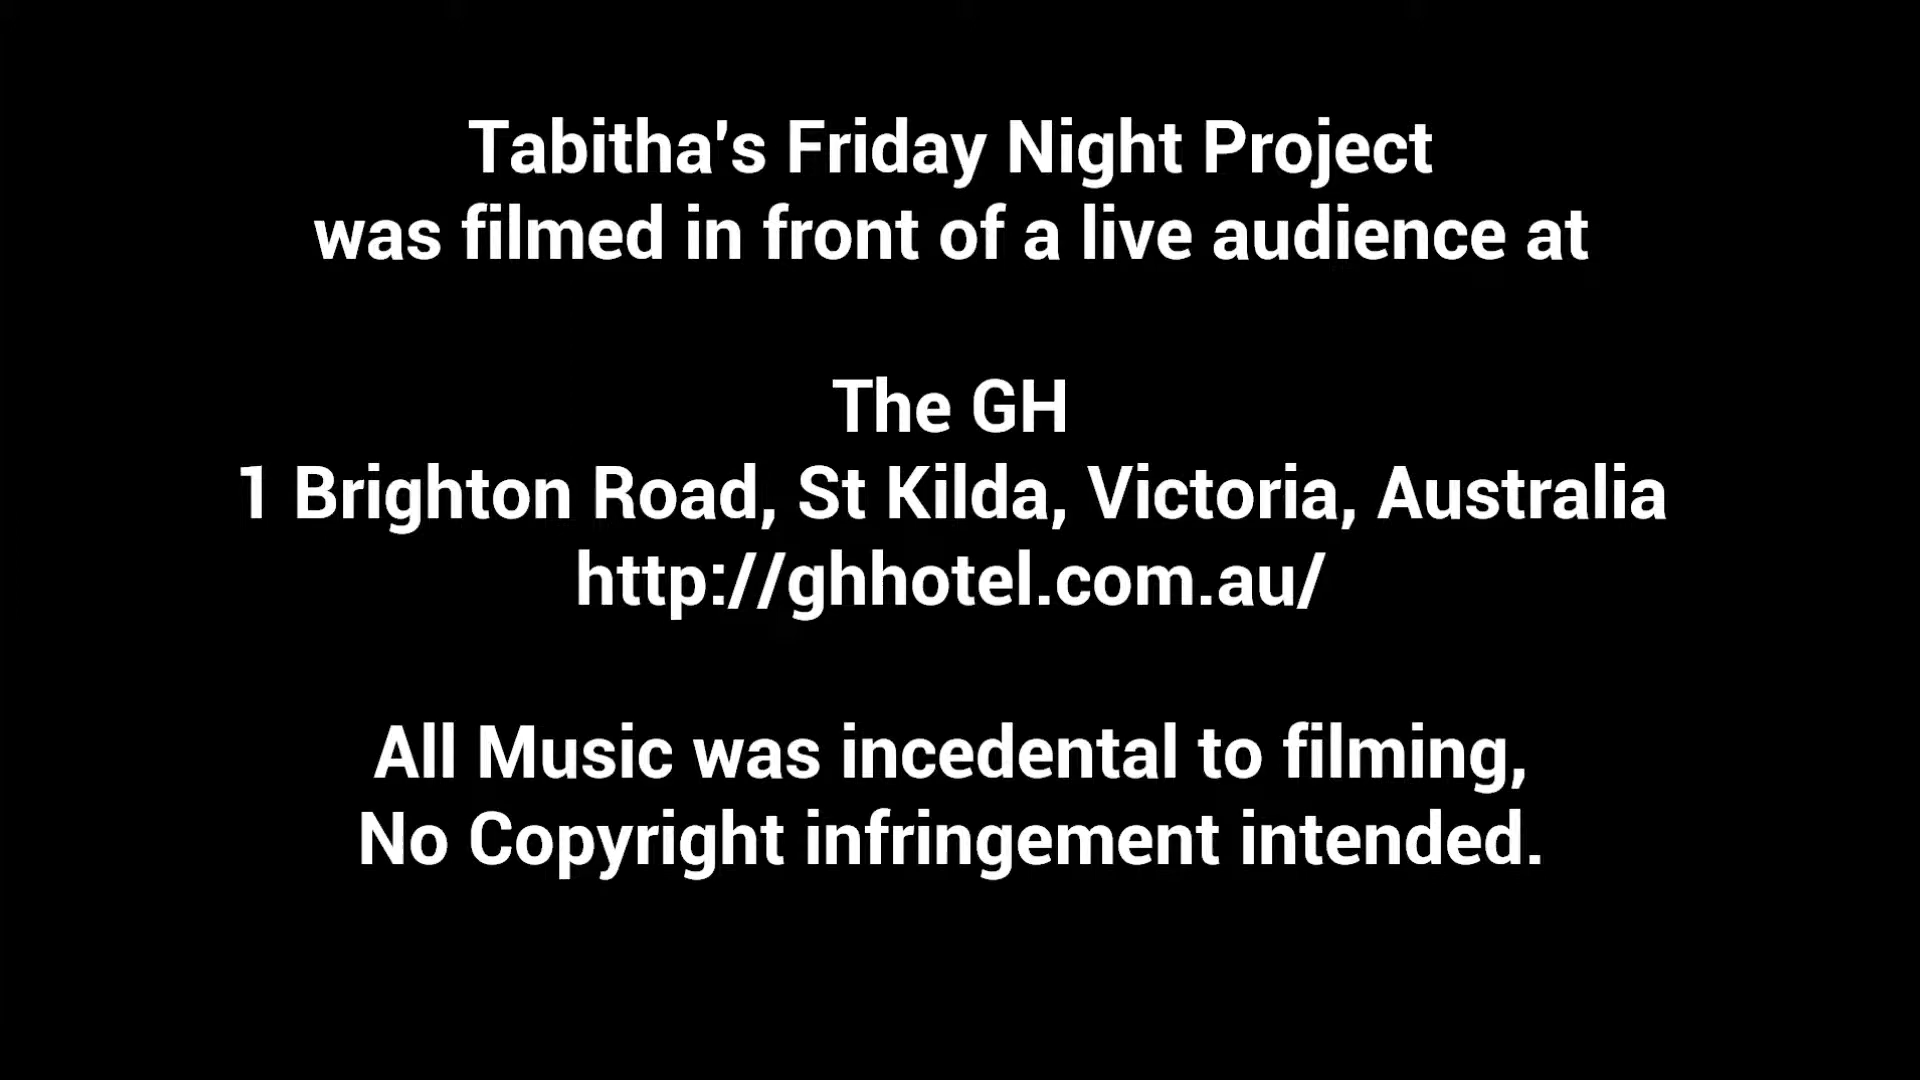 Tabitha's Friday Night Project
was filmed in front of a live audience at
The GH
1 Brighton Road, St Kilda, Victoria, Australia
http://ghhotel.com.au/
All Music was incedental to filming,
No Copyright infringement intended.